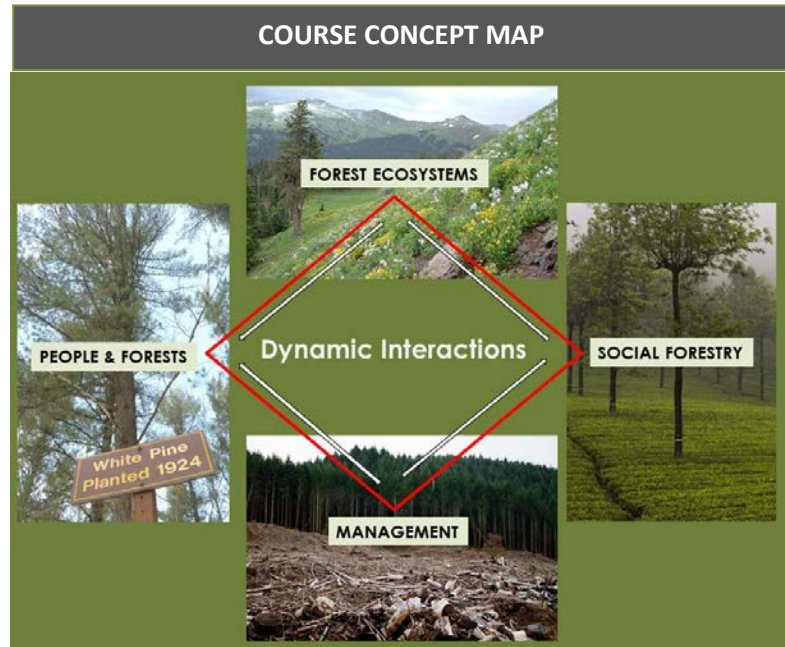 COURSE CONCEPT MAP
FOREST ECOSYSTEMS
PEOPLE & FORESTS
Dynamic Interactions
SOCIAL FORESTRY
White Pine
Planted 1924
MANAGEMENT